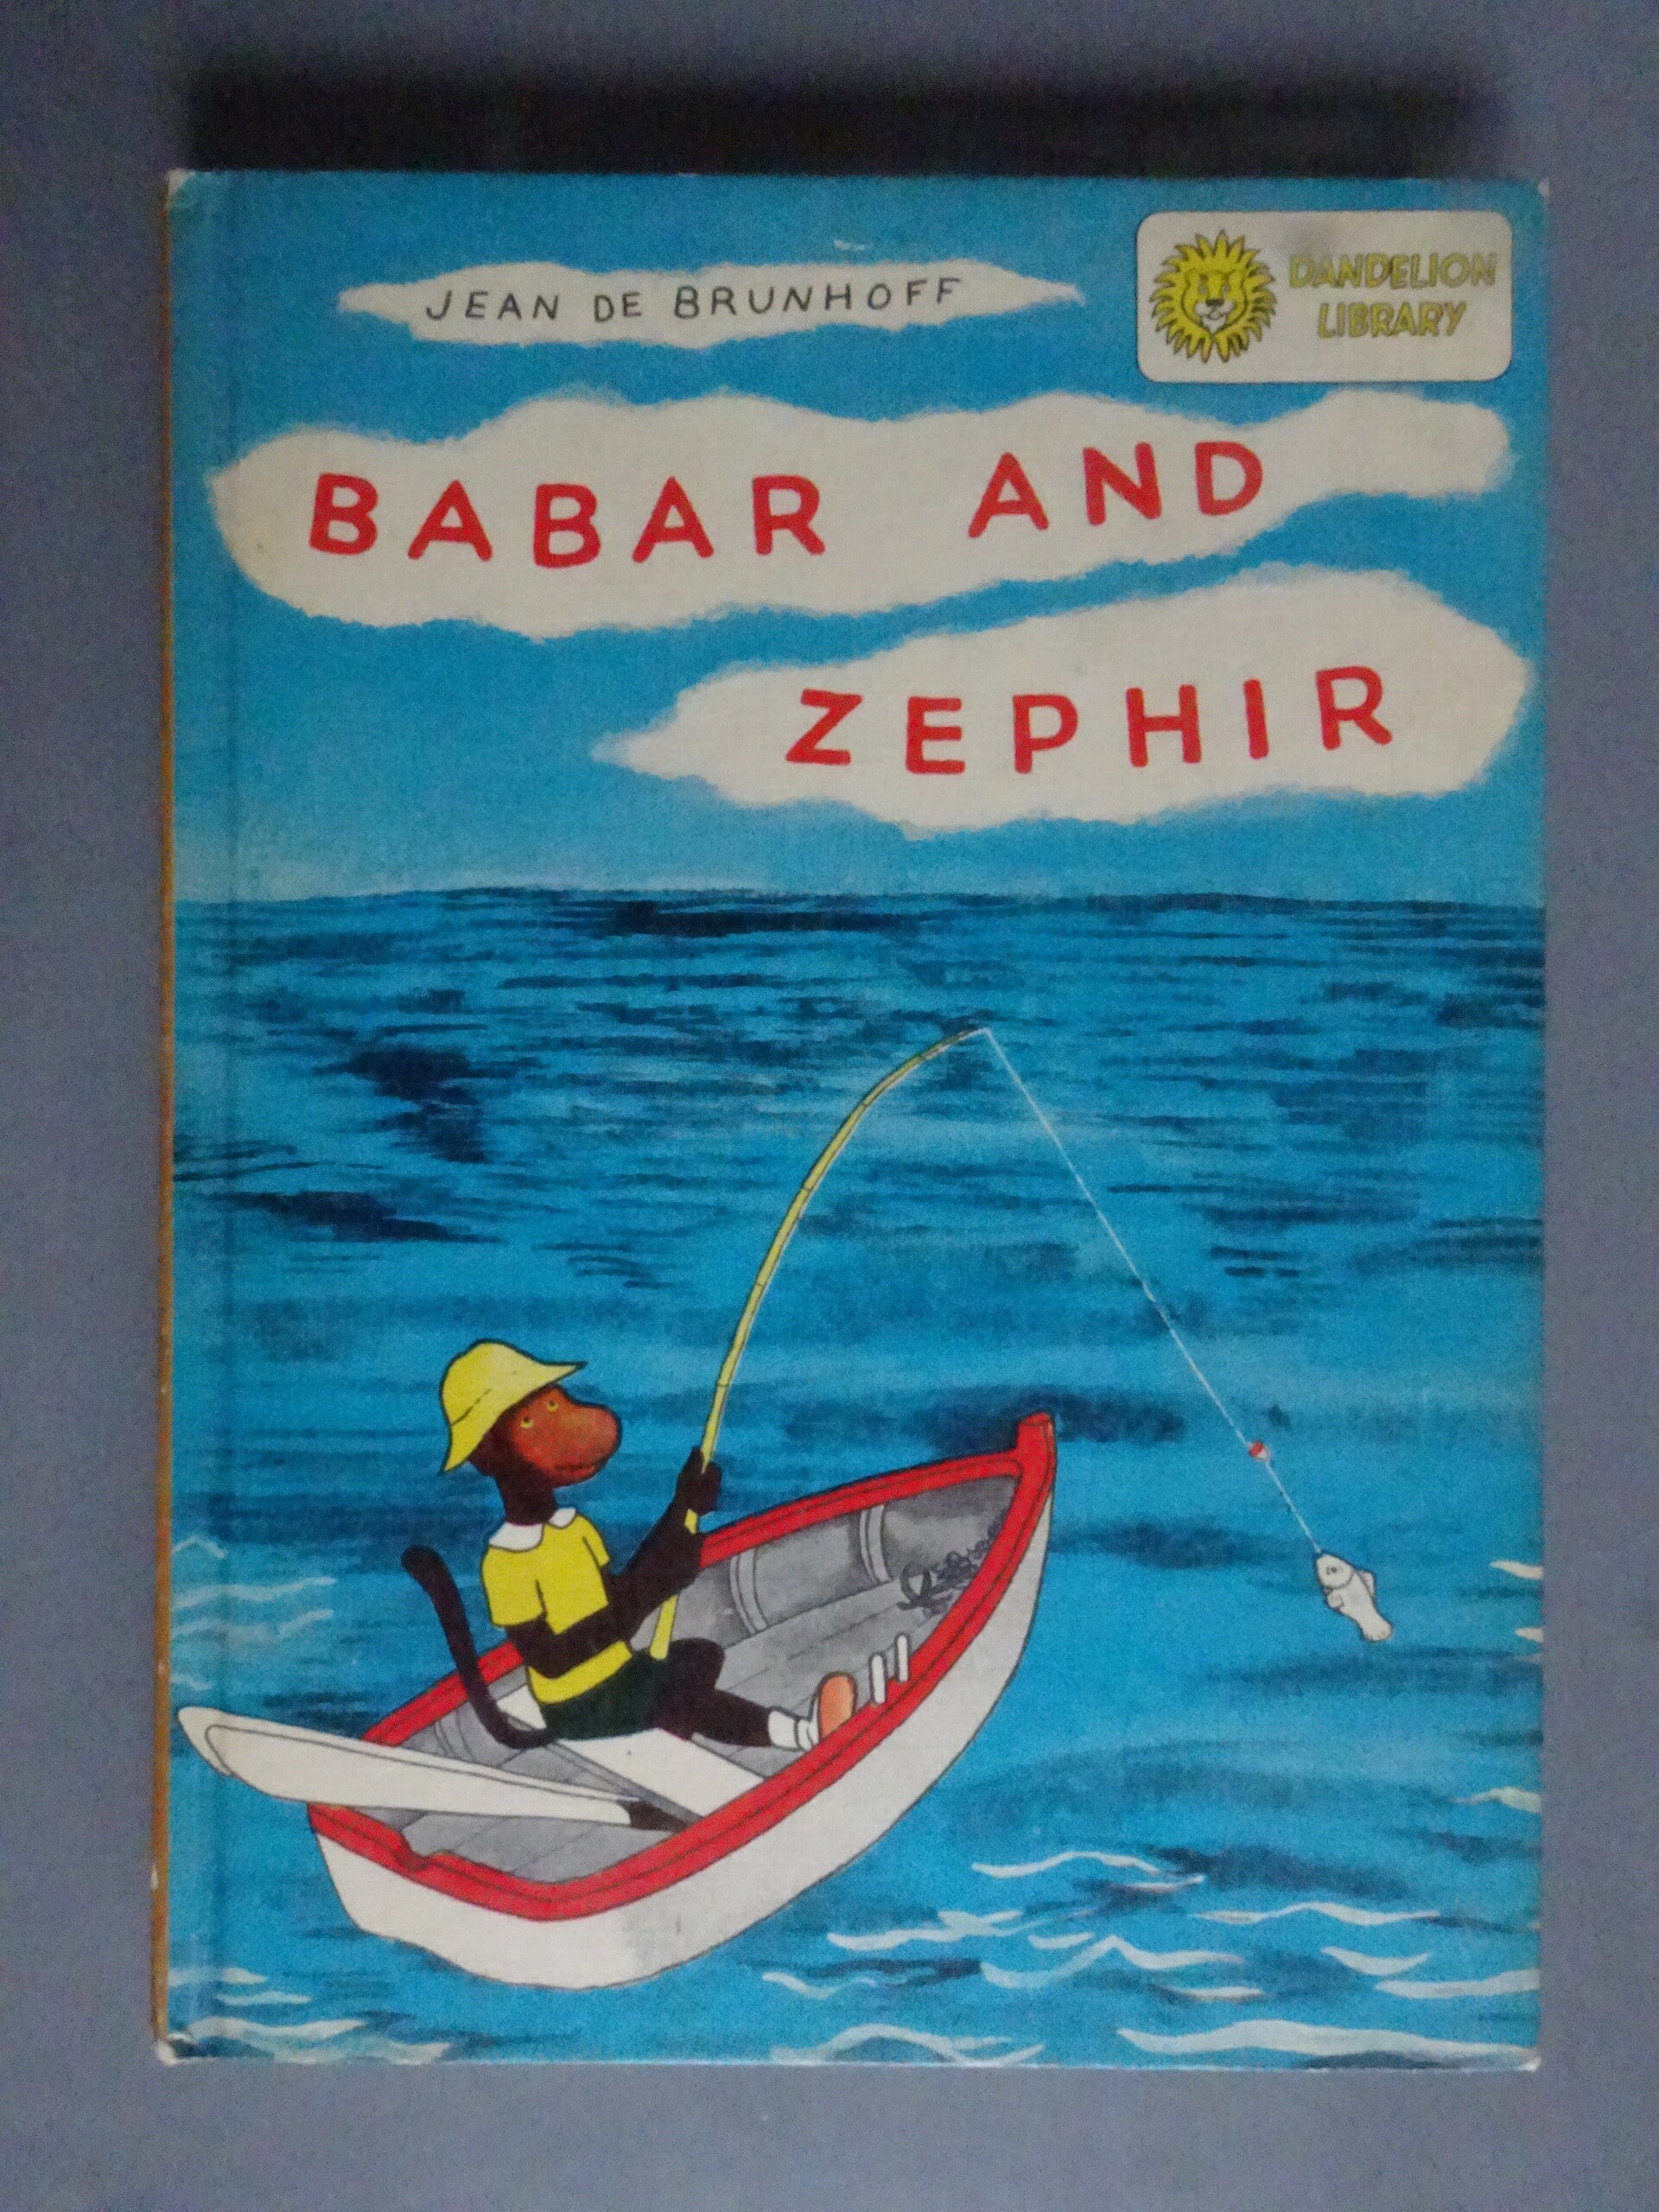 JEAN DE BRUNHOFF
DANDELION
LIBRARY
BABAR AND
ZEPHIR